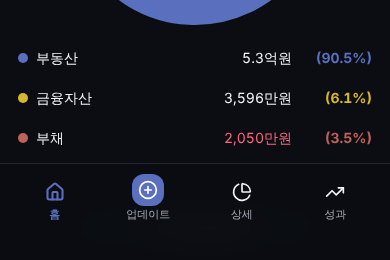 부동산 5.3억원 (90.5%)
금융자산 3,596만원 (6.1%)
부채 2,050만원 (3.5%)
홈 업데이트 상세 성과